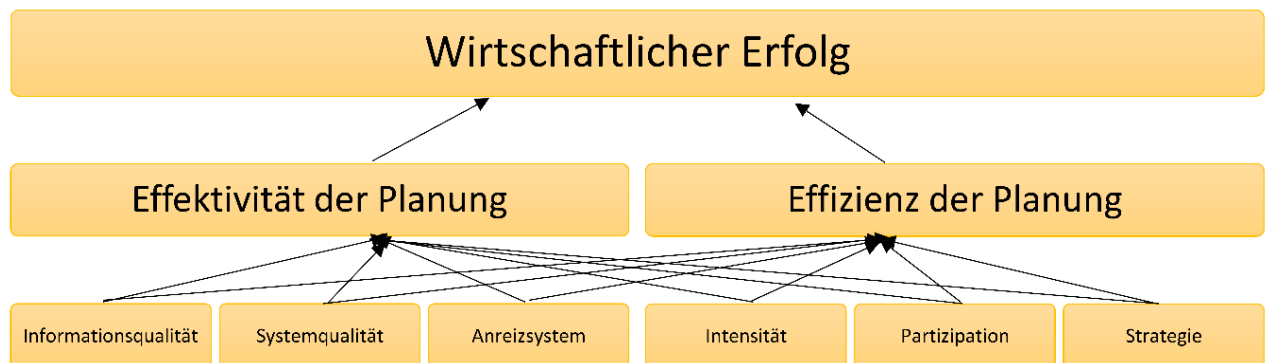 Wirtschaftlicher Erfolg
Effektivität der Planung
Effizienz der Planung
Informationsqualität
Systemqualität
Anreizsystem
Intensität
Partizipation
Strategie